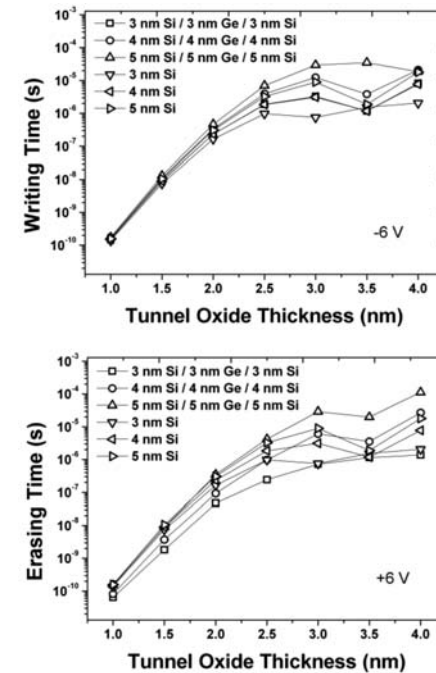 3 nm Si / 3 nm Ge / 3 nm Si
4 nm Si / 4 nm Ge / 4 nm Si
5 nm Si / 5 nm Ge / 5 nm Si
3 nm Si
4 nm Si
5 nm Si
10⁻³
10⁻⁴
10⁻⁵
10⁻⁶
10⁻⁷
10⁻⁸
10⁻⁹
10⁻¹⁰
Writing Time (s)
-6 V
1.0 1.5 2.0 2.5 3.0 3.5 4.0
Tunnel Oxide Thickness (nm)
3 nm Si / 3 nm Ge / 3 nm Si
4 nm Si / 4 nm Ge / 4 nm Si
5 nm Si / 5 nm Ge / 5 nm Si
3 nm Si
4 nm Si
5 nm Si
10⁻³
10⁻⁴
10⁻⁵
10⁻⁶
10⁻⁷
10⁻⁸
10⁻⁹
10⁻¹⁰
Erasing Time (s)
+6 V
1.0 1.5 2.0 2.5 3.0 3.5 4.0
Tunnel Oxide Thickness (nm)